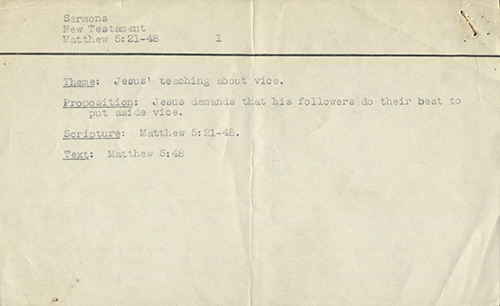 Sermons
New Testament
Matthew 5:21-48 1
Theme: Jesus' teaching about vice.
Proposition: Jesus demands that his followers do their best to
put aside vice.
Scripture: Matthew 5:21-48.
Text: Matthew 5:48